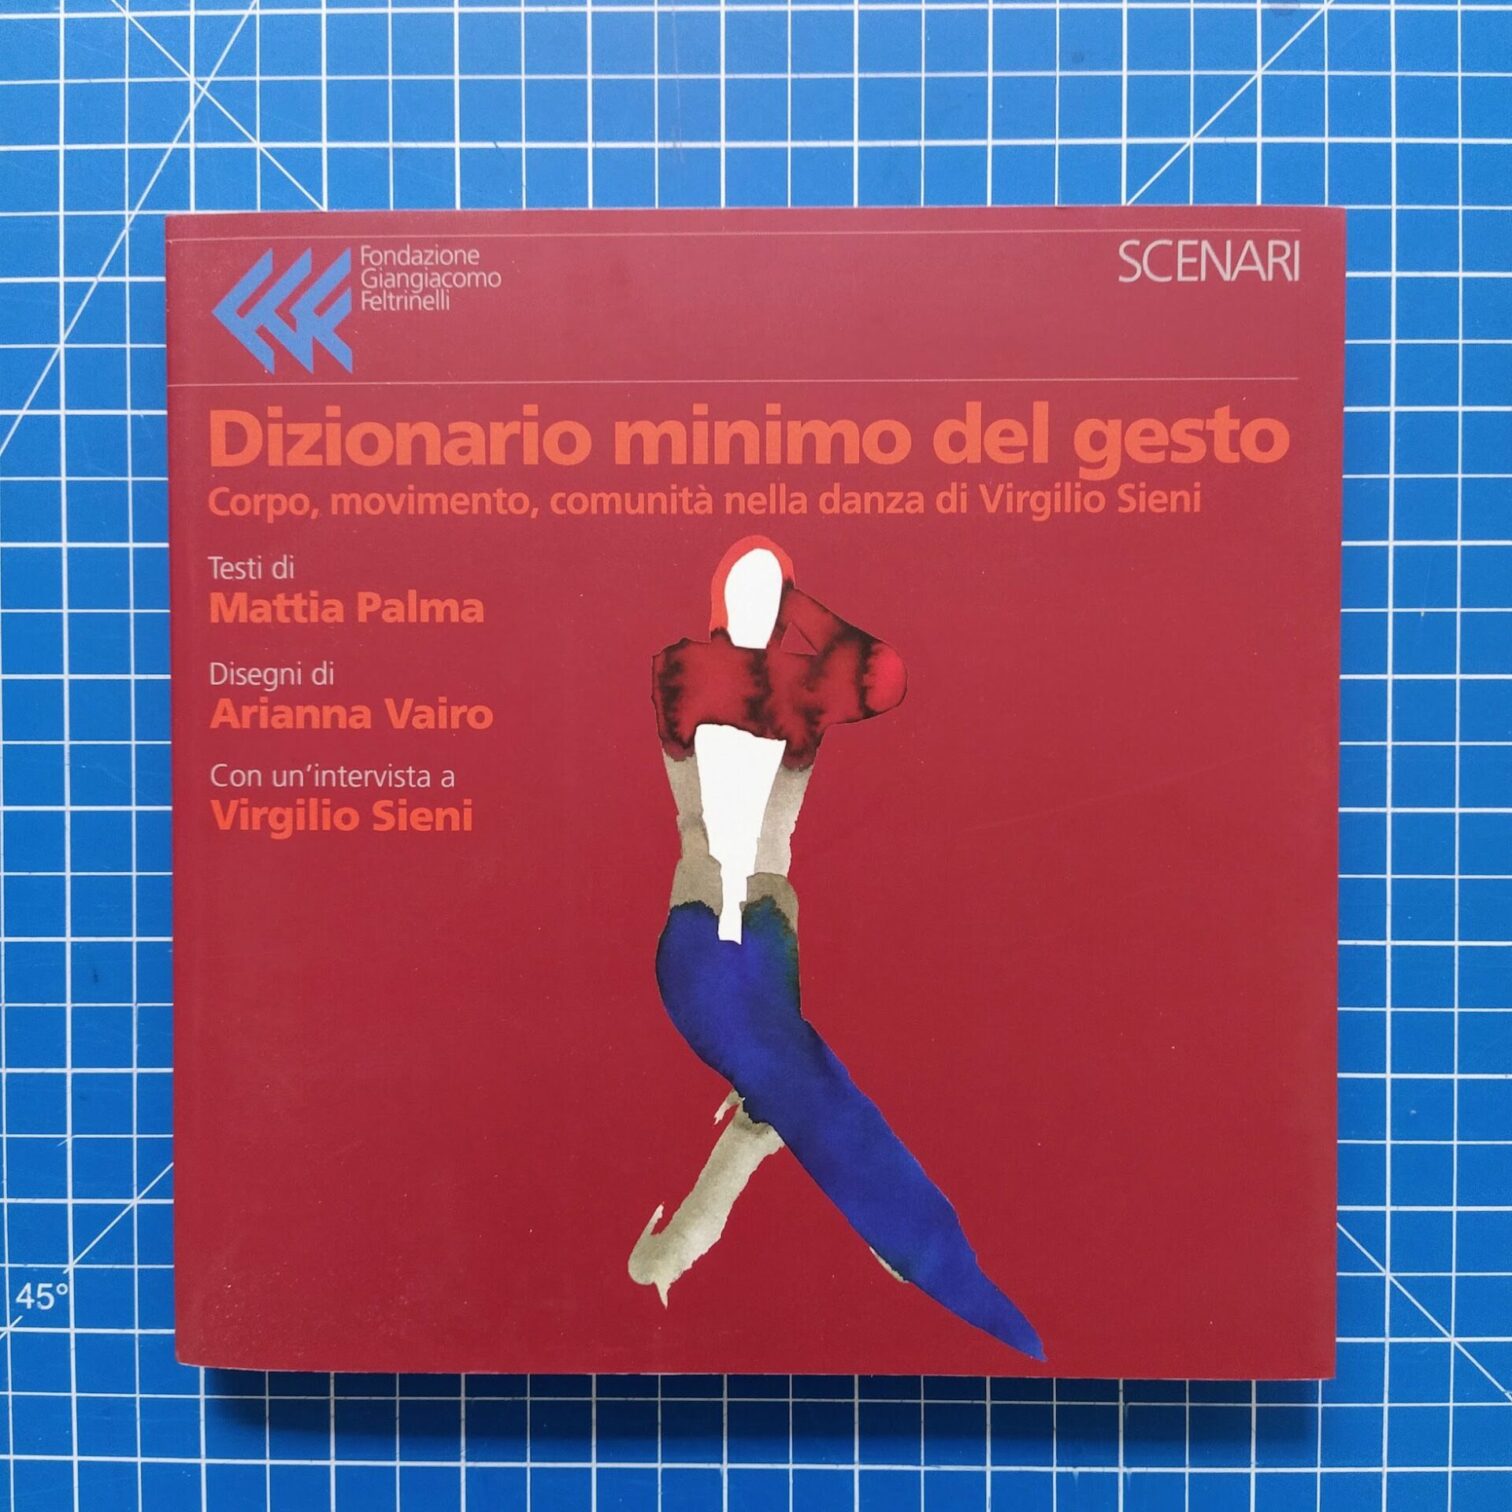 Fondazione
Giangiacomo
Feltrinelli
SCENARI
Dizionario minimo del gesto
Corpo, movimento, comunità nella danza di Virgilio Sieni
Testi di
Mattia Palma
Disegni di
Arianna Vairo
Con un'intervista a
Virgilio Sieni
45°